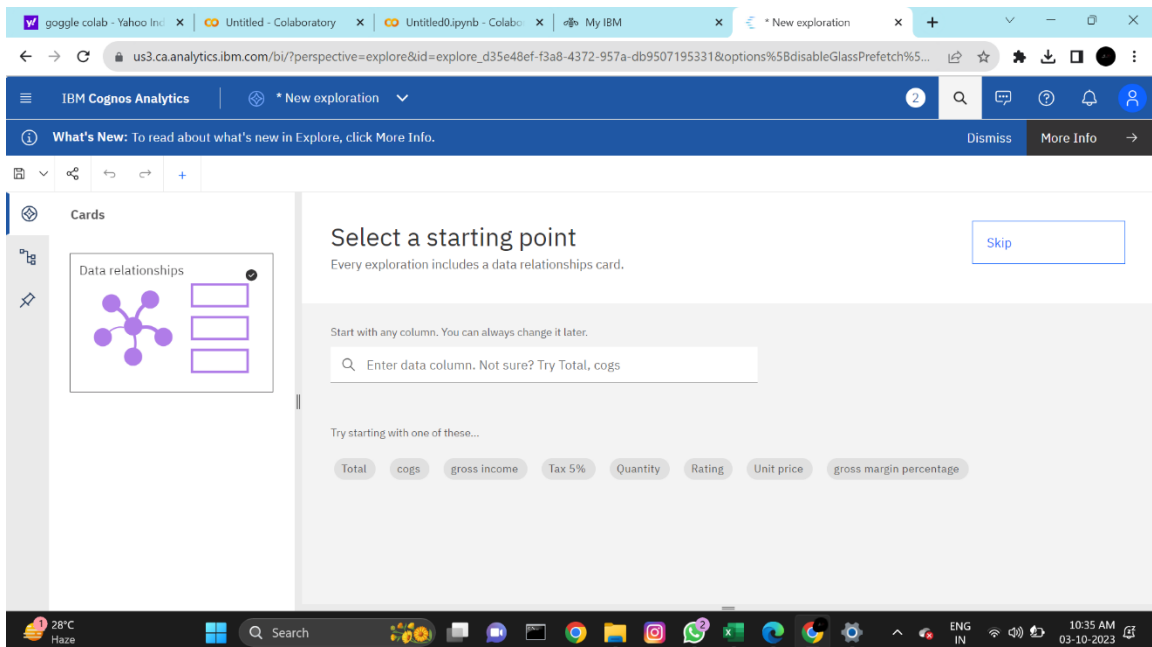 goggle colab - Yahoo Ind
Untitled - Colaboratory
Untitled0.ipynb - Colabo
My IBM
* New exploration
us3.ca.analytics.ibm.com/bi/?perspective=explore&id=explore_d35e48ef-f3a8-4372-957a-db9507195331&options%5BdisableGlassPrefetch%5...
IBM Cognos Analytics
* New exploration
2
What's New: To read about what's new in Explore, click More Info.
Dismiss
More Info
Cards
Data relationships
Select a starting point
Every exploration includes a data relationships card.
Skip
Start with any column. You can always change it later.
Enter data column. Not sure? Try Total, cogs
Try starting with one of these...
Total cogs gross income Tax 5% Quantity Rating Unit price gross margin percentage
1
28°C
Haze
Search
2
ENG
IN
10:35 AM
03-10-2023